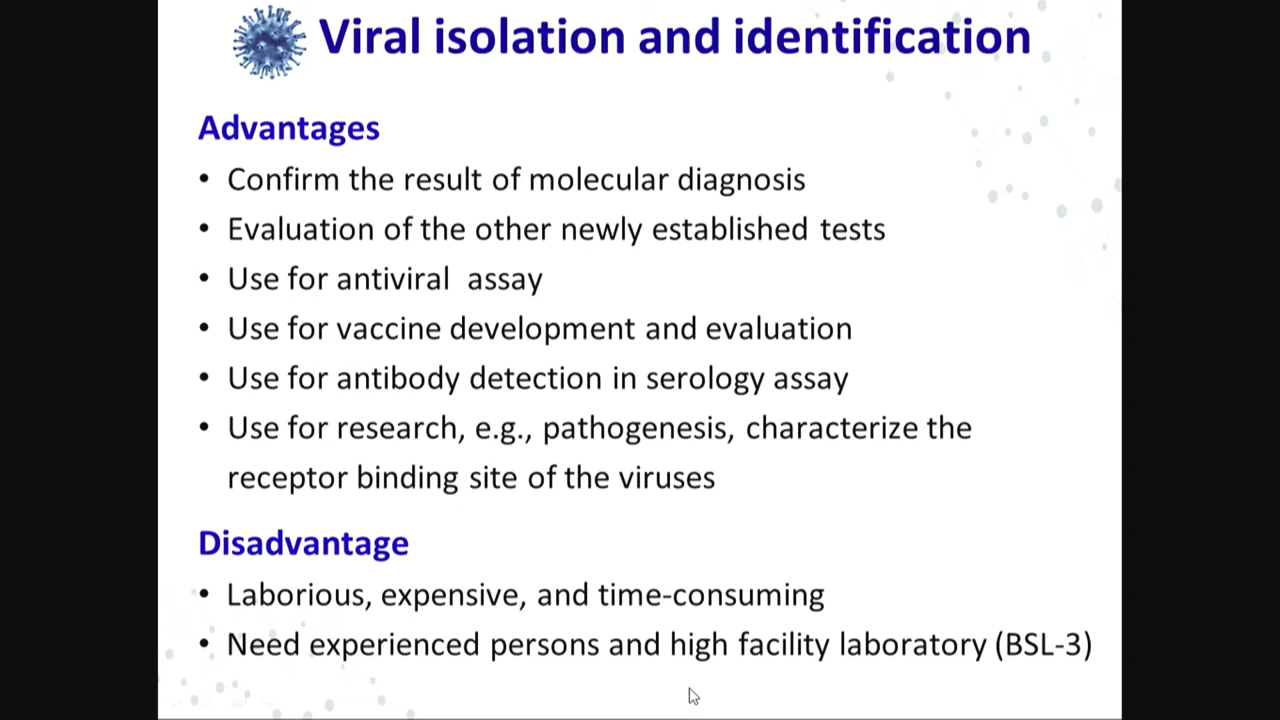 Viral isolation and identification
Advantages
• Confirm the result of molecular diagnosis
• Evaluation of the other newly established tests
• Use for antiviral  assay
• Use for vaccine development and evaluation
• Use for antibody detection in serology assay
• Use for research, e.g., pathogenesis, characterize the
receptor binding site of the viruses
Disadvantage
• Laborious, expensive, and time-consuming
• Need experienced persons and high facility laboratory (BSL-3)